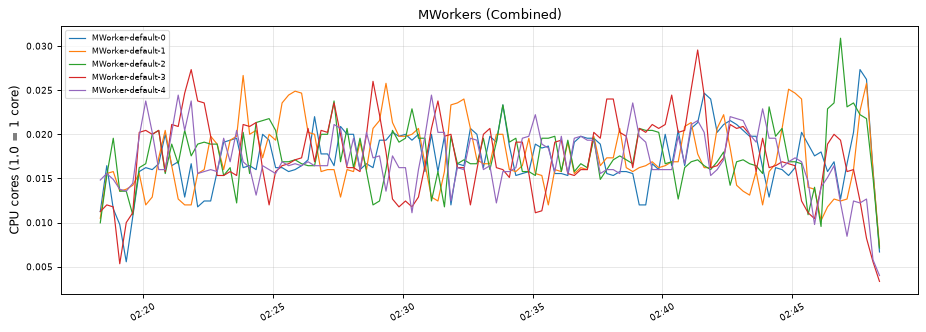 MWorkers (Combined)
CPU cores (1.0 = 1 core)
0.030
0.025
0.020
0.015
0.010
0.005
MWorker-default-0
MWorker-default-1
MWorker-default-2
MWorker-default-3
MWorker-default-4
02:20
02:25
02:30
02:35
02:40
02:45